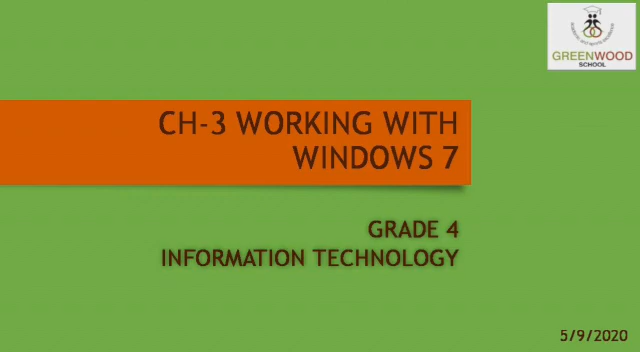 GREENWOOD
SCHOOL
CH-3 WORKING WITH
WINDOWS 7
GRADE 4
INFORMATION TECHNOLOGY
5/9/2020